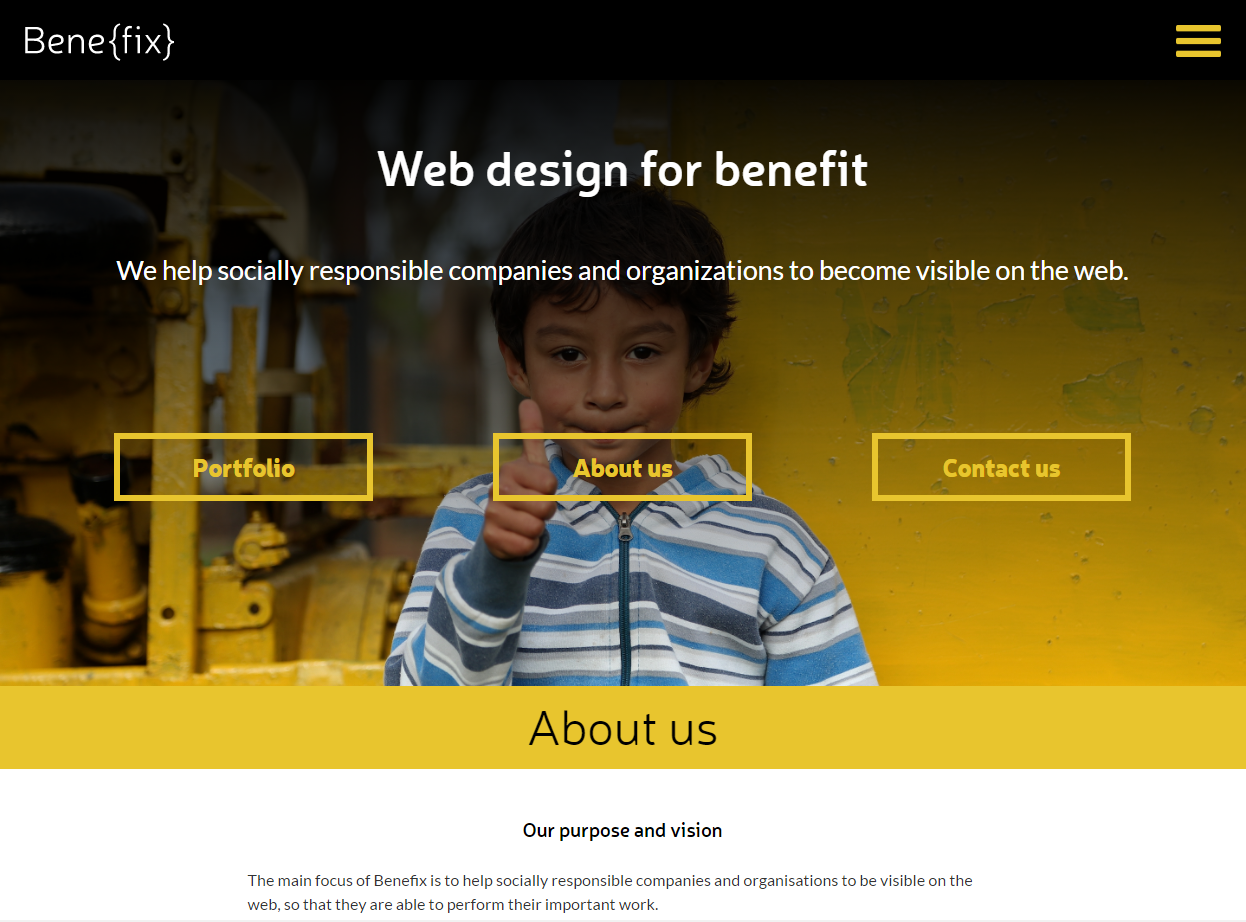 Bene{fix}
Web design for benefit
We help socially responsible companies and organizations to become visible on the web.
Portfolio
About us
Contact us
About us
Our purpose and vision
The main focus of Benefix is to help socially responsible companies and organisations to be visible on the
web, so that they are able to perform their important work.